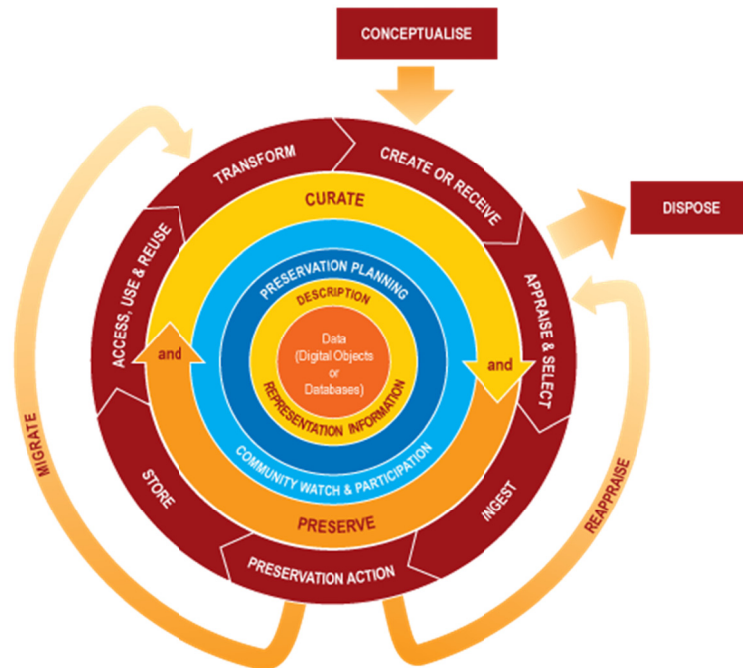 CONCEPTUALISE
CREATE OR RECEIVE
DISPOSE
APPRAISE & SELECT
REAPPRAISE
INGEST
PRESERVATION ACTION
MIGRATE
STORE
ACCESS, USE & REUSE
TRANSFORM
CURATE
and
PRESERVE
and
COMMUNITY WATCH & PARTICIPATION
PRESERVATION PLANNING
DESCRIPTION
REPRESENTATION INFORMATION
Data
(Digital Objects
or
Databases)